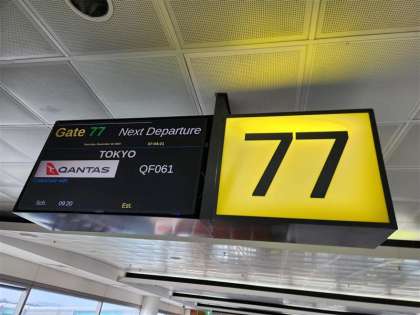 Gate 77 Next Departure
TOKYO
QANTAS QF061
Sch. 09 20 Est.
77